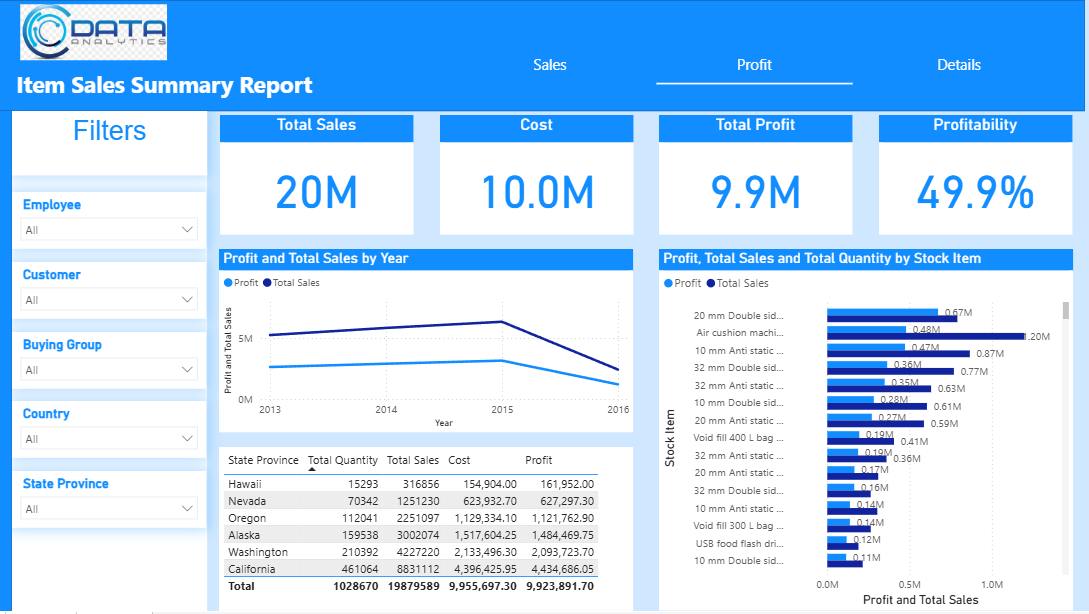 DATA
ANALYTICS
Item Sales Summary Report
Sales
Profit
Details
Filters
Employee
All
Customer
All
Buying Group
All
Country
All
State Province
All
Total Sales
20M
Cost
10.0M
Total Profit
9.9M
Profitability
49.9%
Profit and Total Sales by Year
Profit Total Sales
Profit and Total Sales
5M
0M
2013 2014 2015 2016
Year
State Province Total Quantity Total Sales Cost Profit
Hawaii 15293 316856 154,904.00 161,952.00
Nevada 70342 1251230 623,932.70 627,297.30
Oregon 112041 2251097 1,129,334.10 1,121,762.90
Alaska 159538 3002074 1,517,604.25 1,484,469.75
Washington 210392 4227220 2,133,496.30 2,093,723.70
California 461064 8831112 4,396,425.95 4,434,686.05
Total 1028670 19879589 9,955,697.30 9,923,891.70
Profit, Total Sales and Total Quantity by Stock Item
Profit Total Sales
Stock Item
20 mm Double sid... 0.67M
Air cushion machi... 0.48M 1.20M
10 mm Anti static ... 0.47M 0.87M
32 mm Double sid... 0.36M 0.77M
32 mm Anti static ... 0.35M 0.63M
10 mm Double sid... 0.28M 0.61M
20 mm Anti static ... 0.27M 0.59M
Void fill 400 L bag ... 0.19M 0.41M
32 mm Anti static ... 0.19M 0.36M
20 mm Anti static ... 0.17M
32 mm Double sid... 0.16M
10 mm Anti static ... 0.14M
Void fill 300 L bag ... 0.14M
USB food flash dri... 0.12M
10 mm Double sid... 0.11M
0.0M 0.5M 1.0M
Profit and Total Sales